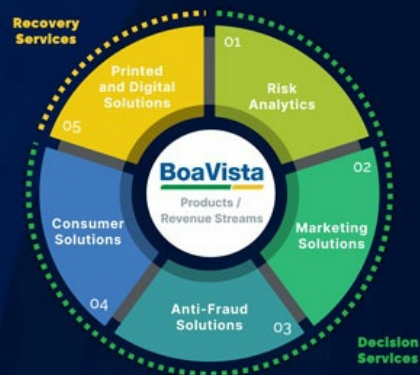 Recovery
Services
01
Risk
Analytics
02
Marketing
Solutions
03
Anti-Fraud
Solutions
04
Consumer
Solutions
05
Printed
and Digital
Solutions
BoaVista
Products /
Revenue Streams
Decision
Services